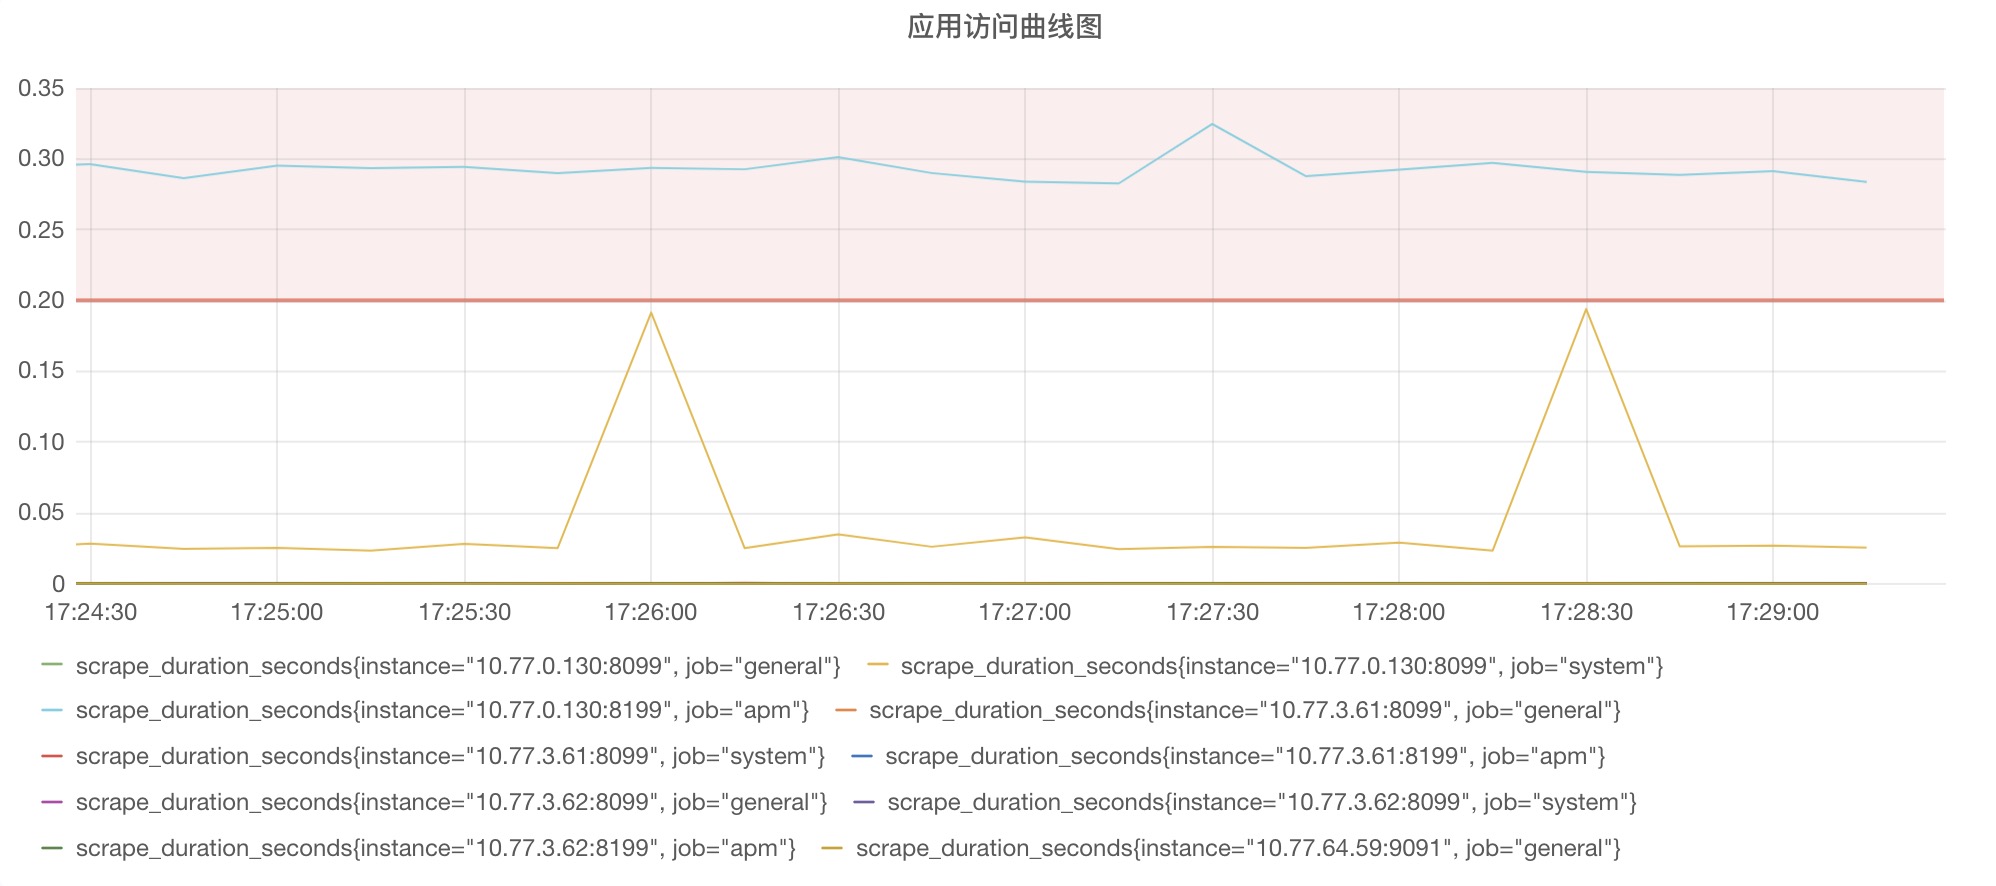 应用访问曲线图
0.35
0.30
0.25
0.20
0.15
0.10
0.05
0
17:24:30 17:25:00 17:25:30 17:26:00 17:26:30 17:27:00 17:27:30 17:28:00 17:28:30 17:29:00
scrape_duration_seconds{instance="10.77.0.130:8099", job="general"} scrape_duration_seconds{instance="10.77.0.130:8099", job="system"}
scrape_duration_seconds{instance="10.77.0.130:8199", job="apm"} scrape_duration_seconds{instance="10.77.3.61:8099", job="general"}
scrape_duration_seconds{instance="10.77.3.61:8099", job="system"} scrape_duration_seconds{instance="10.77.3.61:8199", job="apm"}
scrape_duration_seconds{instance="10.77.3.62:8099", job="general"} scrape_duration_seconds{instance="10.77.3.62:8099", job="system"}
scrape_duration_seconds{instance="10.77.3.62:8199", job="apm"} scrape_duration_seconds{instance="10.77.64.59:9091", job="general"}